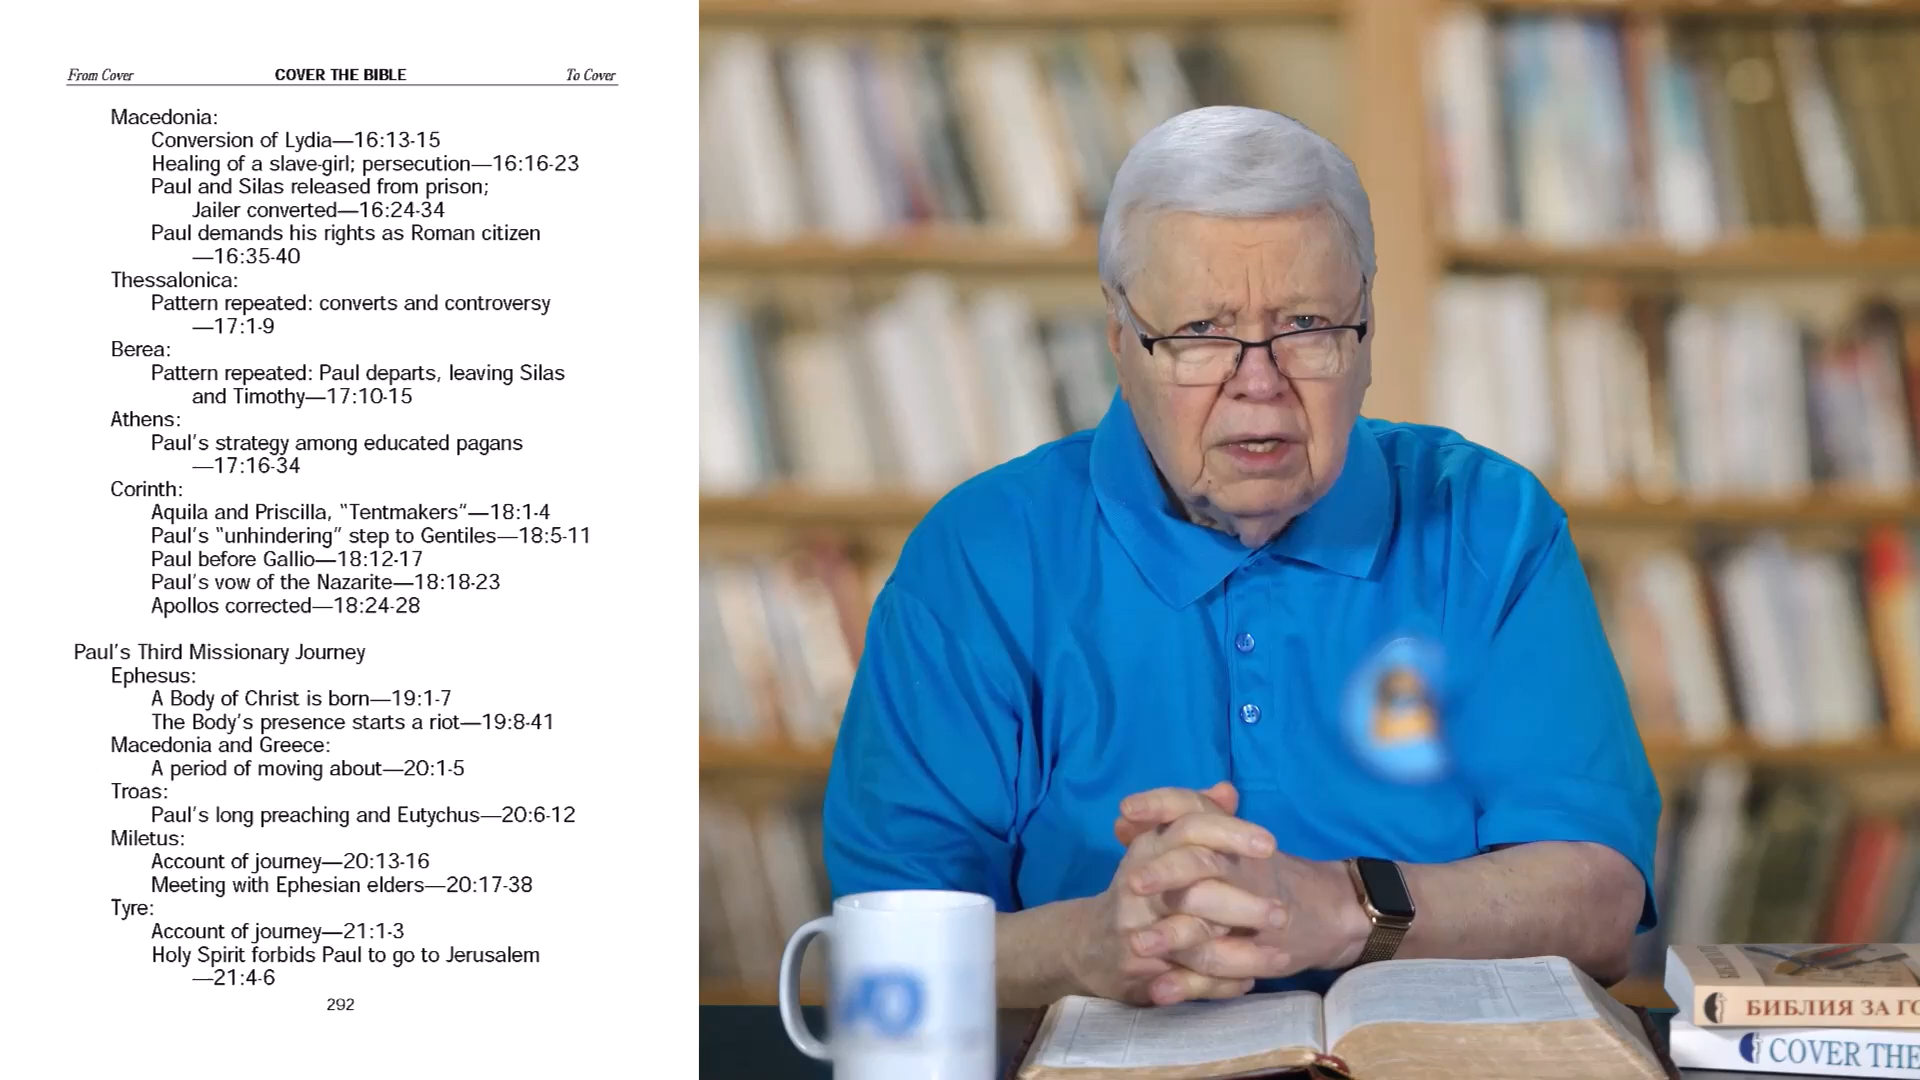 From Cover COVER THE BIBLE To Cover
Macedonia:
Conversion of Lydia—16:13-15
Healing of a slave-girl; persecution—16:16-23
Paul and Silas released from prison;
Jailer converted—16:24-34
Paul demands his rights as Roman citizen
—16:35-40
Thessalonica:
Pattern repeated: converts and controversy
—17:1-9
Berea:
Pattern repeated: Paul departs, leaving Silas
and Timothy—17:10-15
Athens:
Paul's strategy among educated pagans
—17:16-34
Corinth:
Aquila and Priscilla, "Tentmakers"—18:1-4
Paul's "unhindering" step to Gentiles—18:5-11
Paul before Gallio—18:12-17
Paul's vow of the Nazarite—18:18-23
Apollos corrected—18:24-28
Paul's Third Missionary Journey
Ephesus:
A Body of Christ is born—19:1-7
The Body's presence starts a riot—19:8-41
Macedonia and Greece:
A period of moving about—20:1-5
Troas:
Paul's long preaching and Eutychus—20:6-12
Miletus:
Account of journey—20:13-16
Meeting with Ephesian elders—20:17-38
Tyre:
Account of journey—21:1-3
Holy Spirit forbids Paul to go to Jerusalem
—21:4-6
292
БИБЛИЯ ЗА
COVER THE